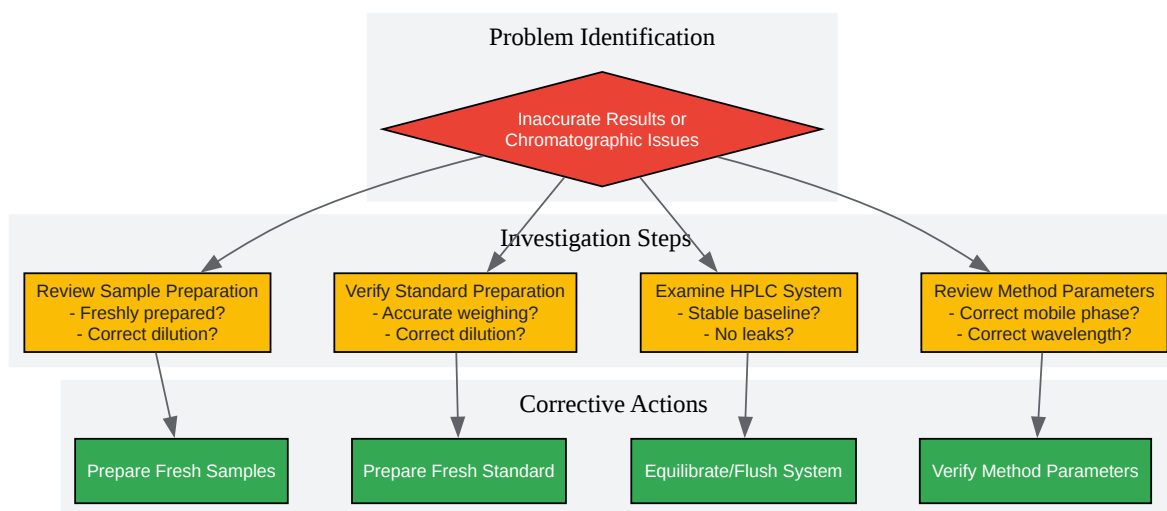 Problem Identification
Inaccurate Results or
Chromatographic Issues
Investigation Steps
Review Sample Preparation
- Freshly prepared?
- Correct dilution?
Verify Standard Preparation
- Accurate weighing?
- Correct dilution?
Examine HPLC System
- Stable baseline?
- No leaks?
Review Method Parameters
- Correct mobile phase?
- Correct wavelength?
Corrective Actions
Prepare Fresh Samples
Prepare Fresh Standard
Equilibrate/Flush System
Verify Method Parameters